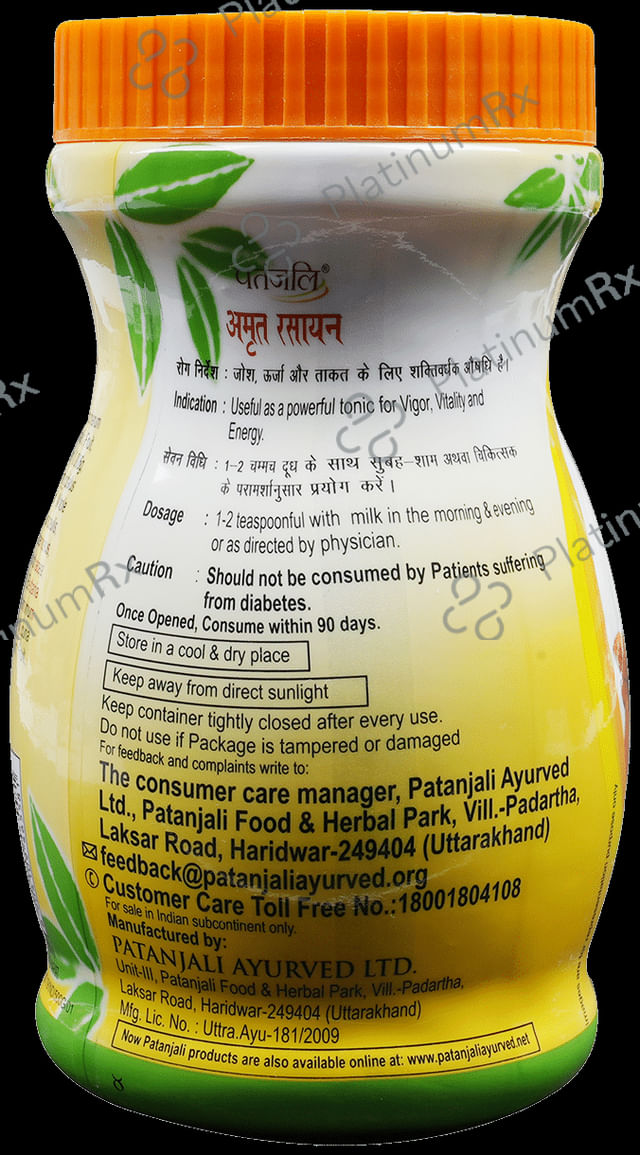 पतंजलि®
अमृत रसायन
रोग निर्देश : जोश, ऊर्जा और ताकत के लिए शक्तिवर्धक औषधि है।
Indication : Useful as a powerful tonic for Vigor, Vitality and
Energy.
सेवन विधि : 1-2 चम्मच दूध के साथ सुबह-शाम अथवा चिकित्सक
के परामर्शानुसार प्रयोग करें।
Dosage : 1-2 teaspoonful with milk in the morning & evening
or as directed by physician.
Caution : Should not be consumed by Patients suffering
from diabetes.
Once Opened, Consume within 90 days.
Store in a cool & dry place
Keep away from direct sunlight
Keep container tightly closed after every use.
Do not use if Package is tampered or damaged
For feedback and complaints write to:
The consumer care manager, Patanjali Ayurved
Ltd., Patanjali Food & Herbal Park, Vill.-Padartha,
Laksar Road, Haridwar-249404 (Uttarakhand)
feedback@patanjaliayurved.org
Customer Care Toll Free No.:18001804108
For sale in Indian subcontinent only.
Manufactured by:
PATANJALI AYURVED LTD.
Unit-III, Patanjali Food & Herbal Park, Vill.-Padartha,
Laksar Road, Haridwar-249404 (Uttarakhand)
Mfg. Lic. No. : Uttra.Ayu-181/2009
Now Patanjali products are also available online at: www.patanjaliayurved.net
purpose only
PlatinumRx
PlatinumRx
PlatinumRx